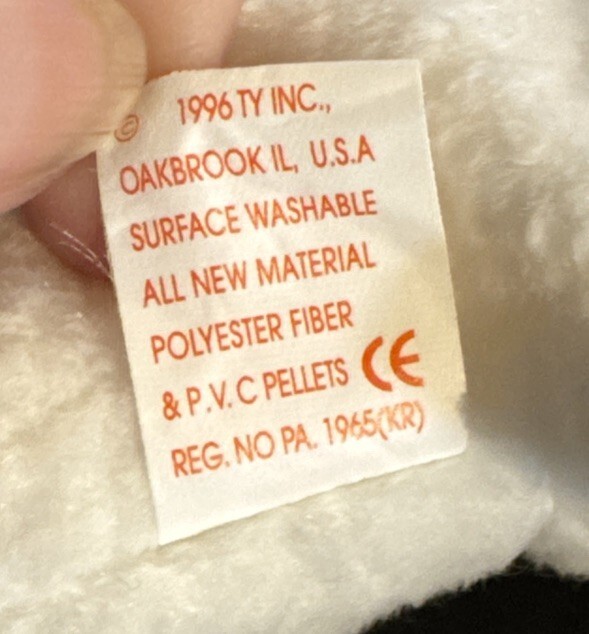 © 1996 TY INC.,
OAKBROOK IL, U.S.A
SURFACE WASHABLE
ALL NEW MATERIAL
POLYESTER FIBER
& P.V.C PELLETS CE
REG. NO PA. 1965(KR)